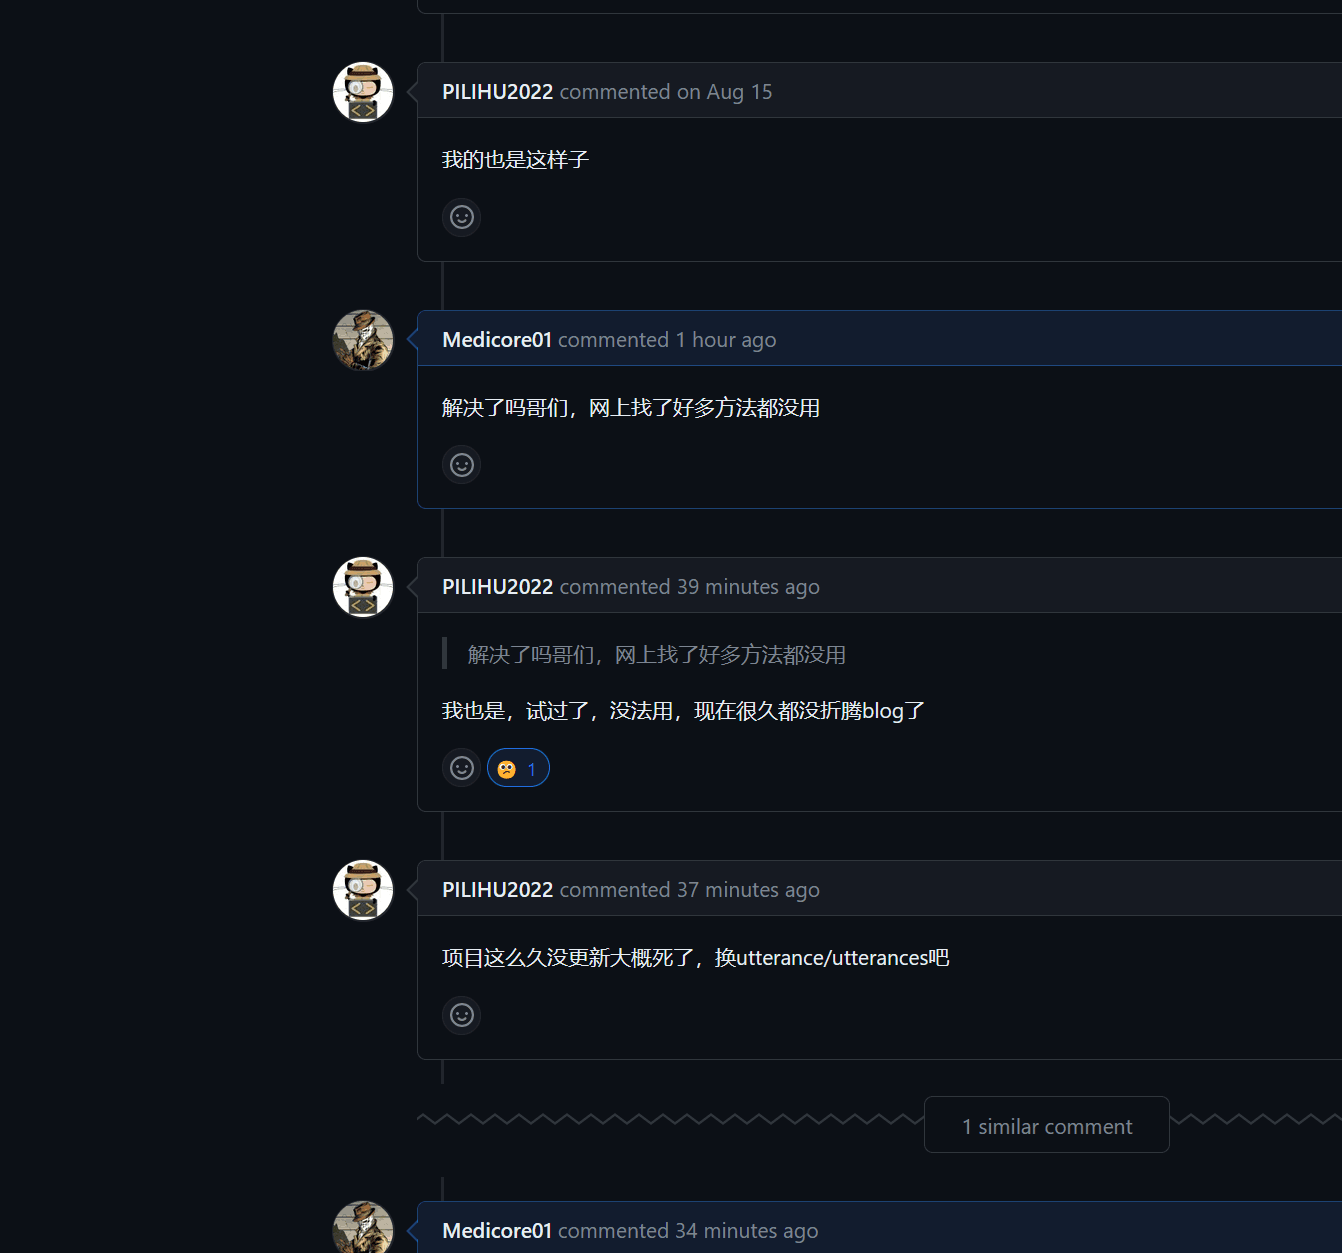 PILIHU2022 commented on Aug 15
我的也是这样子
Medicore01 commented 1 hour ago
解决了吗哥们，网上找了好多方法都没用
PILIHU2022 commented 39 minutes ago
解决了吗哥们，网上找了好多方法都没用
我也是，试过了，没法用，现在很久都没折腾blog了
1
PILIHU2022 commented 37 minutes ago
项目这么久没更新大概死了，换utterance/utterances吧
1 similar comment
Medicore01 commented 34 minutes ago